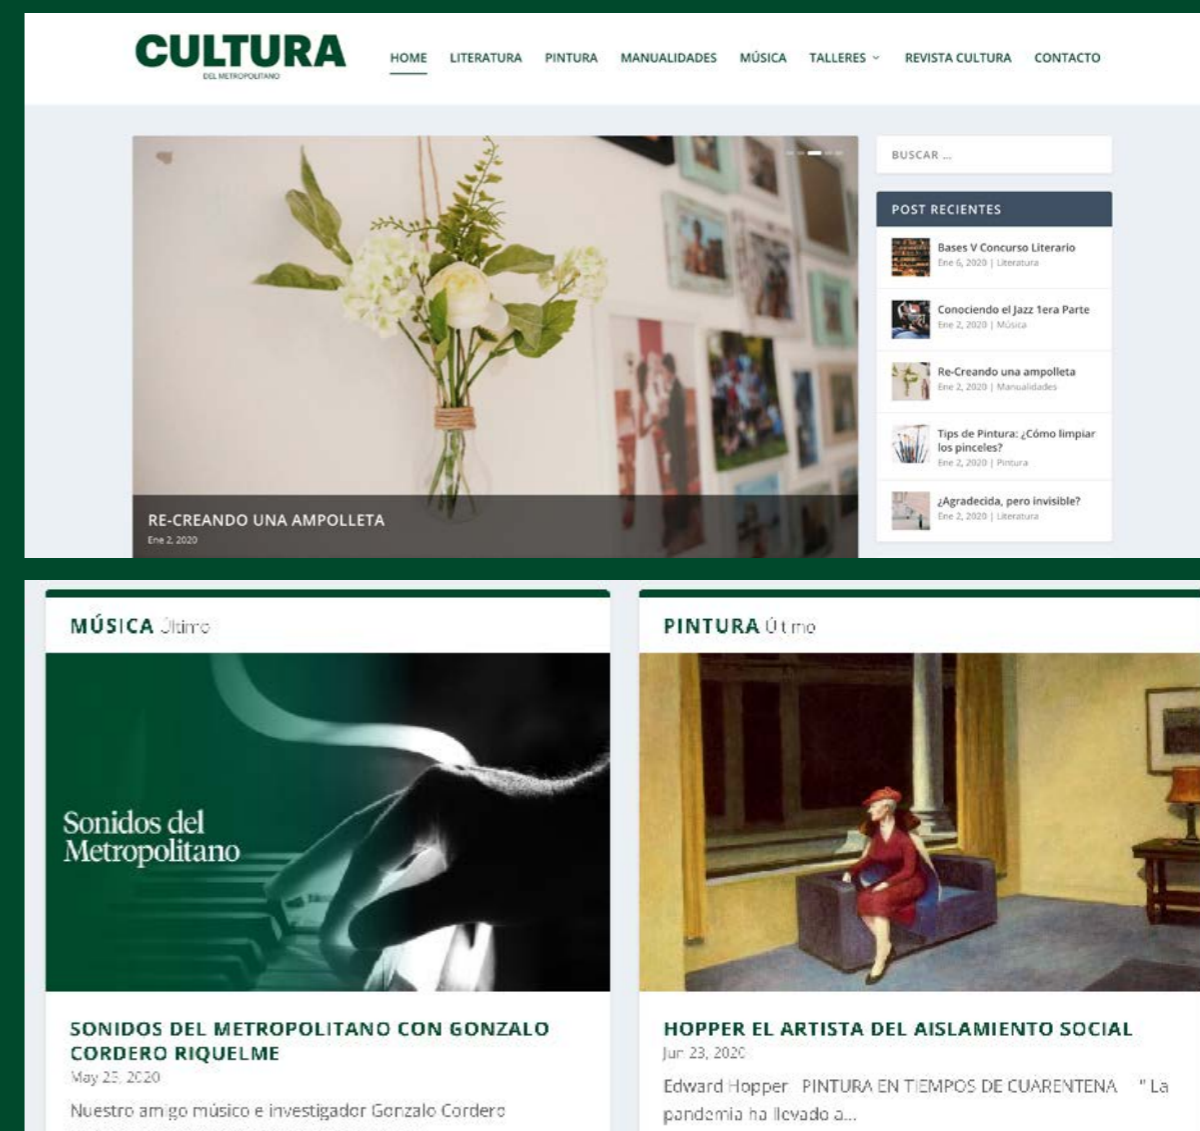 CULTURA
DEL METROPOLITANO
HOME LITERATURA PINTURA MANUALIDADES MÚSICA TALLERES REVISTA CULTURA CONTACTO
RE-CREANDO UNA AMPOLLETA
Ene 2, 2020
BUSCAR ...
POST RECIENTES
Bases V Concurso Literario
Ene 6, 2020 | Literatura
Conociendo el Jazz 1era Parte
Ene 2, 2020 | Música
Re-Creando una ampolleta
Ene 2, 2020 | Manualidades
Tips de Pintura: ¿Cómo limpiar
los pinceles?
Ene 2, 2020 | Pintura
¿Agradecida, pero invisible?
Ene 2, 2020 | Literatura
MÚSICA Último
Sonidos del
Metropolitano
SONIDOS DEL METROPOLITANO CON GONZALO
CORDERO RIQUELME
May 25, 2020
Nuestro amigo músico e investigador Gonzalo Cordero
PINTURA Último
HOPPER EL ARTISTA DEL AISLAMIENTO SOCIAL
Jun 23, 2020
Edward Hopper PINTURA EN TIEMPOS DE CUARENTENA " La
pandemia ha llevado a...